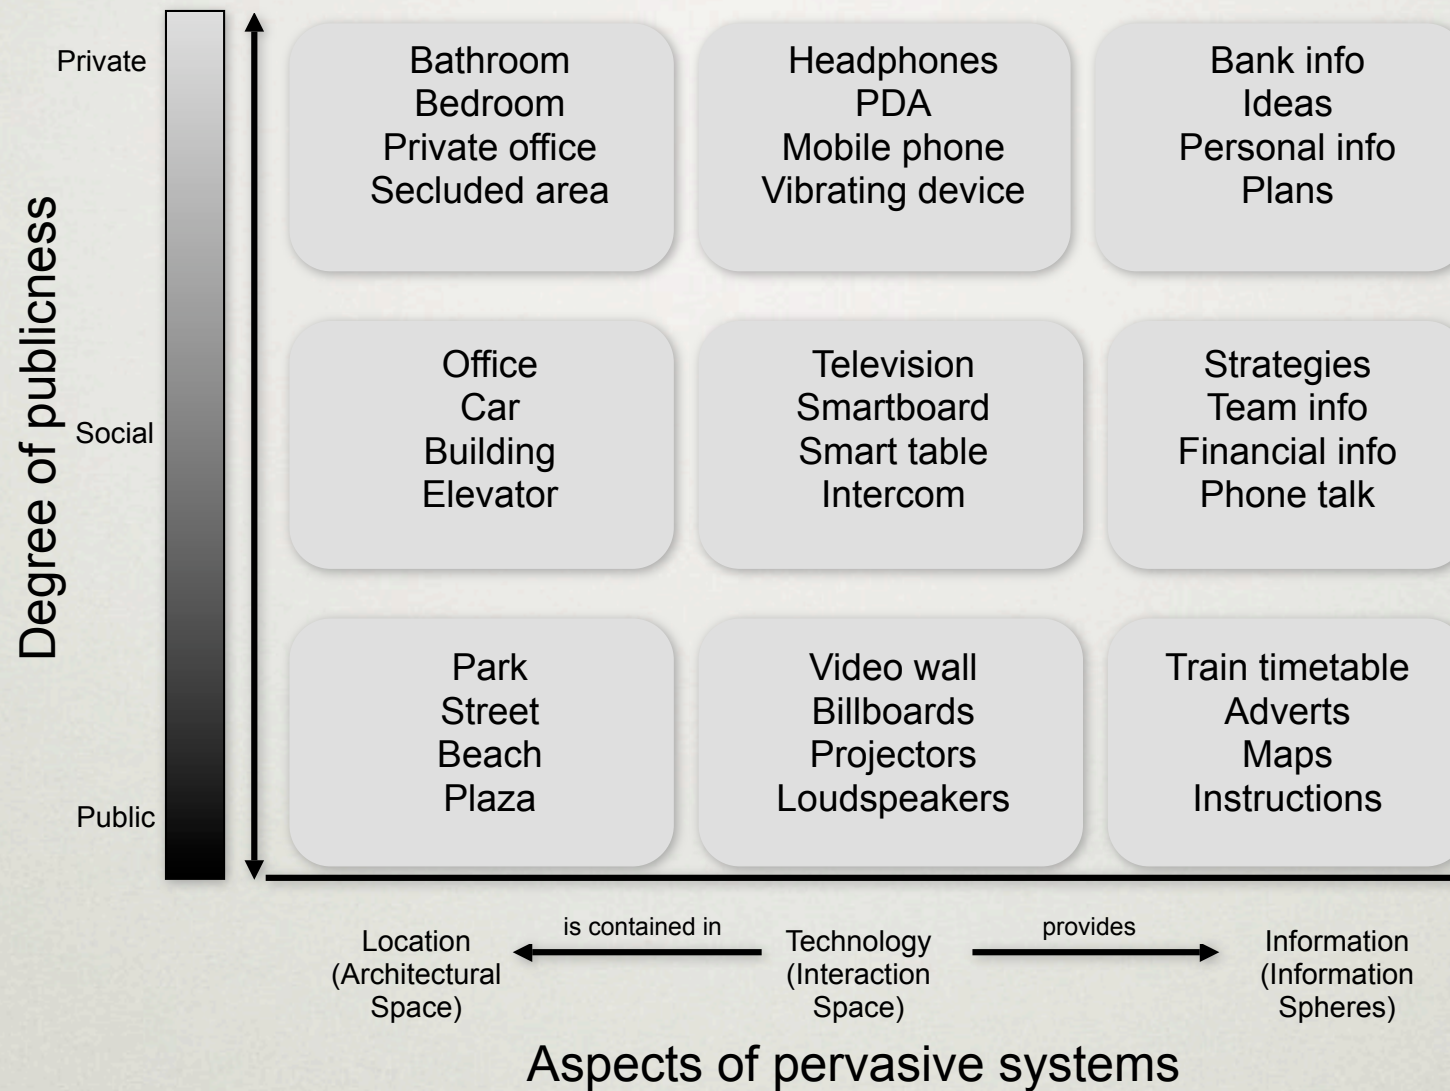 Degree of publicness
Private
Social
Public
Bathroom
Bedroom
Private office
Secluded area
Headphones
PDA
Mobile phone
Vibrating device
Bank info
Ideas
Personal info
Plans
Office
Car
Building
Elevator
Television
Smartboard
Smart table
Intercom
Strategies
Team info
Financial info
Phone talk
Park
Street
Beach
Plaza
Video wall
Billboards
Projectors
Loudspeakers
Train timetable
Adverts
Maps
Instructions
Location
(Architectural
Space)
is contained in
Technology
(Interaction
Space)
provides
Information
(Information
Spheres)
Aspects of pervasive systems